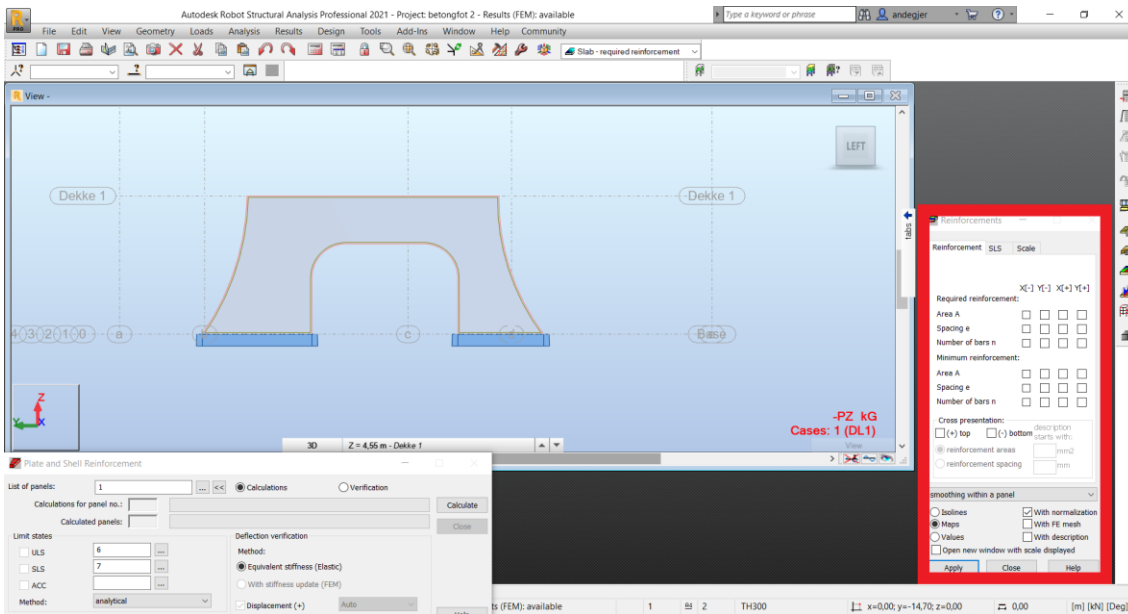 Autodesk Robot Structural Analysis Professional 2021 - Project: betongfot 2 - Results (FEM): available
Type a keyword or phrase
andegjer
PRO
File Edit View Geometry Loads Analysis Results Design Tools Add-Ins Window Help Community
Slab - required reinforcement
View -
LEFT
tabs
Dekke 1
Dekke 1
4 3 2 1 0 a
c
Base
Z
Y X
-PZ kG
Cases: 1 (DL1)
3D Z = 4,55 m - Dekke 1
View
Reinforcements
Reinforcement SLS Scale
X[-] Y[-] X[+] Y[+]
Required reinforcement:
Area A
Spacing e
Number of bars n
Minimum reinforcement:
Area A
Spacing e
Number of bars n
Cross presentation:
(+) top (-) bottom description starts with:
reinforcement areas mm2
reinforcement spacing mm
smoothing within a panel
Isolines With normalization
Maps With FE mesh
Values With description
Open new window with scale displayed
Apply Close Help
Plate and Shell Reinforcement
List of panels: 1 ... << Calculations Verification
Calculations for panel no.: Calculate
Calculated panels: Close
Limit states Deflection verification
ULS 6 ... Method:
SLS 7 ... Equivalent stiffness (Elastic)
ACC ... With stiffness update (FEM)
Method: analytical Displacement (+) Auto Help
ts (FEM): available 1 2 TH300 x=0,00; y=-14,70; z=0,00 0,00 [m] [kN] [Deg]